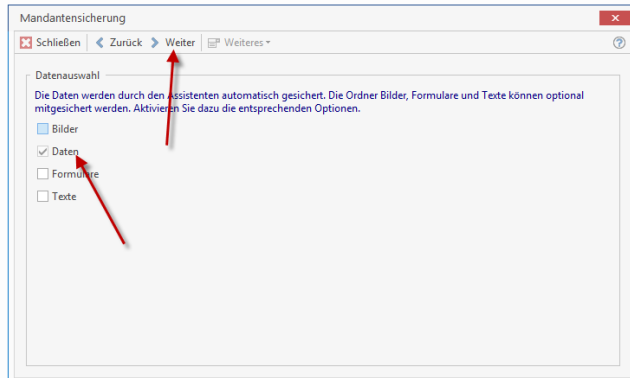 Mandantensicherung
Schließen Zurück Weiter Weiteres
Datenauswahl
Die Daten werden durch den Assistenten automatisch gesichert. Die Ordner Bilder, Formulare und Texte können optional
mitgesichert werden. Aktivieren Sie dazu die entsprechenden Optionen.
Bilder
Daten
Formulare
Texte